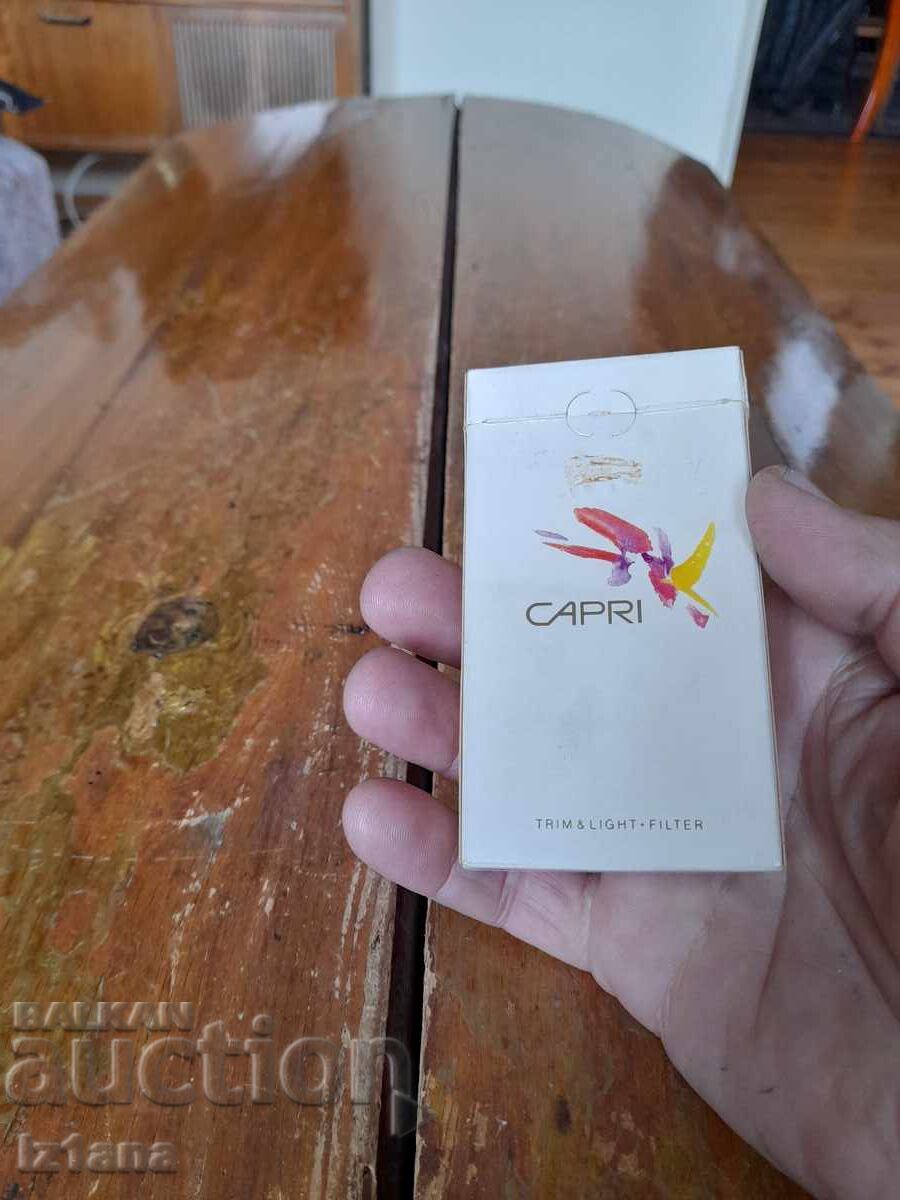 CAPRI
TRIM & LIGHT • FILTER
BALKAN
auction
Iz1ana